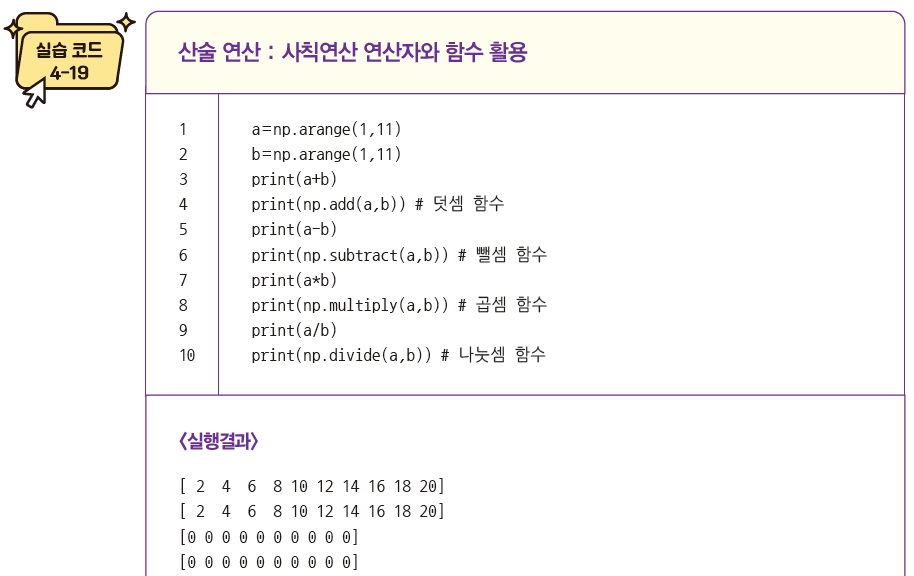 실습 코드
4-19
산술 연산 : 사칙연산 연산자와 함수 활용
1 a=np.arange(1,11)
2 b=np.arange(1,11)
3 print(a+b)
4 print(np.add(a,b)) # 덧셈 함수
5 print(a-b)
6 print(np.subtract(a,b)) # 뺄셈 함수
7 print(a*b)
8 print(np.multiply(a,b)) # 곱셈 함수
9 print(a/b)
10 print(np.divide(a,b)) # 나눗셈 함수
〈실행결과〉
[ 2  4  6  8 10 12 14 16 18 20]
[ 2  4  6  8 10 12 14 16 18 20]
[0 0 0 0 0 0 0 0 0 0]
[0 0 0 0 0 0 0 0 0 0]